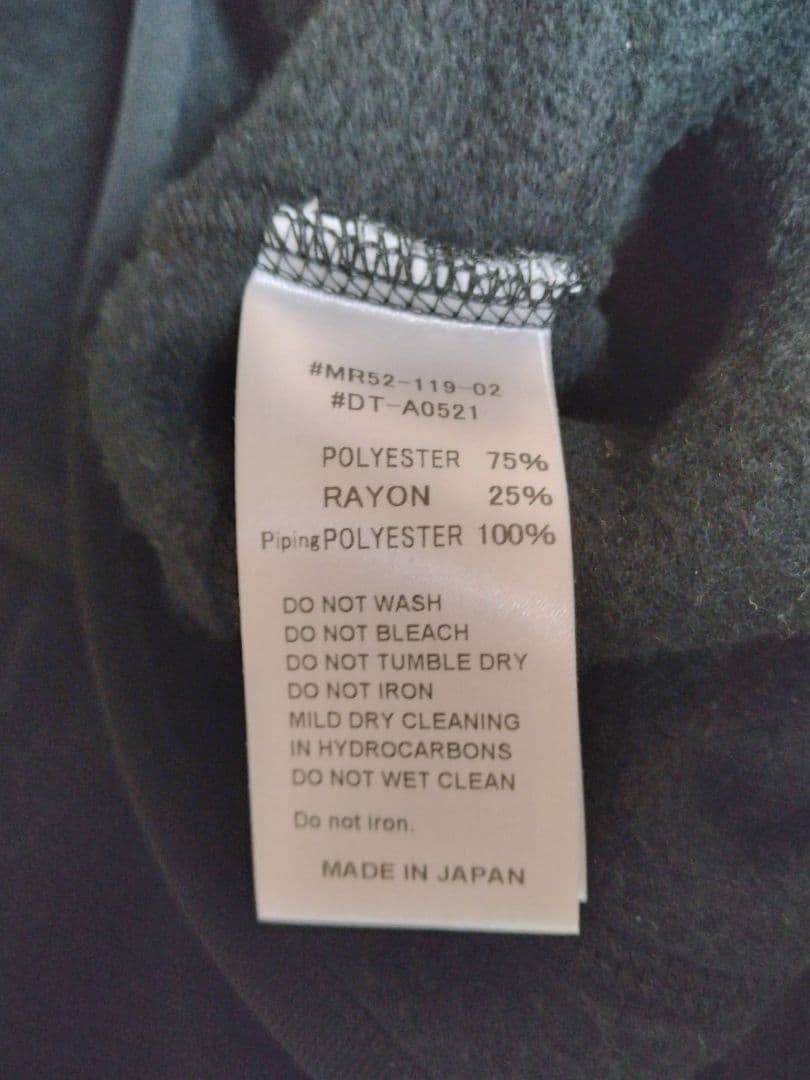 #MR52-119-02
#DT-A0521
POLYESTER 75%
RAYON 25%
Piping POLYESTER 100%
DO NOT WASH
DO NOT BLEACH
DO NOT TUMBLE DRY
DO NOT IRON
MILD DRY CLEANING
IN HYDROCARBONS
DO NOT WET CLEAN
Do not iron.
MADE IN JAPAN